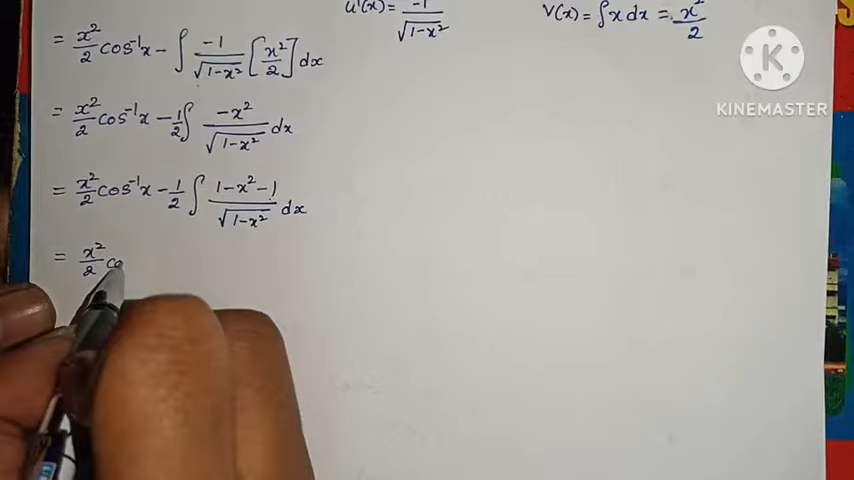 u'(x) = -1/√(1-x²) V(x) = ∫x dx = x²/2
= x²/2 cos⁻¹x - ∫ -1/√(1-x²) [x²/2] dx
= x²/2 cos⁻¹x - 1/2 ∫ -x²/√(1-x²) dx
= x²/2 cos⁻¹x - 1/2 ∫ 1-x²-1/√(1-x²) dx
= x²/2 co
KINEMASTER